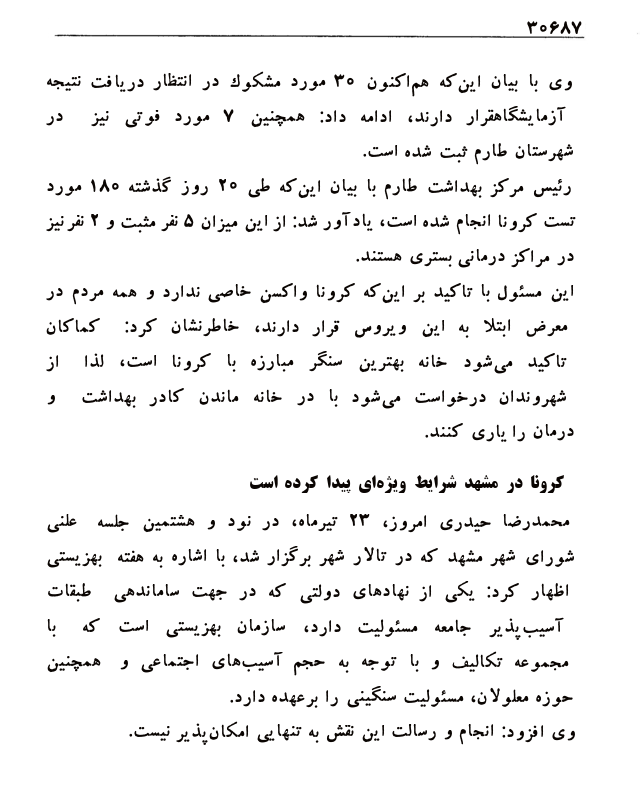 ۳۰۶۸۷
وی با بیان این‌که هم‌اکنون ۳۰ مورد مشکوك در انتظار دریافت نتیجه
آزمایشگاهقرار دارند، ادامه داد: همچنین ۷ مورد فوتی نیز در
شهرستان طارم ثبت شده است.
رئیس مرکز بهداشت طارم با بیان این‌که طی ۲۰ روز گذشته ۱۸۰ مورد
تست کرونا انجام شده است، یادآور شد: از این میزان ۵ نفر مثبت و ۲ نفر نیز
در مراکز درمانی بستری هستند.
این مسئول با تاکید بر این‌که کرونا واکسن خاصی ندارد و همه مردم در
معرض ابتلا به این ویروس قرار دارند، خاطرنشان کرد: کماکان
تاکید می‌شود خانه بهترین سنگر مبارزه با کرونا است، لذا از
شهروندان درخواست می‌شود با در خانه ماندن کادر بهداشت و
درمان را یاری کنند.
کرونا در مشهد شرایط ویژه‌ای پیدا کرده است
محمدرضا حیدری امروز، ۲۳ تیرماه، در نود و هشتمین جلسه علنی
شورای شهر مشهد که در تالار شهر برگزار شد، با اشاره به هفته بهزیستی
اظهار کرد: یکی از نهادهای دولتی که در جهت ساماندهی طبقات
آسیب‌پذیر جامعه مسئولیت دارد، سازمان بهزیستی است که با
مجموعه تکالیف و با توجه به حجم آسیب‌های اجتماعی و همچنین
حوزه معلولان، مسئولیت سنگینی را برعهده دارد.
وی افزود: انجام و رسالت این نقش به تنهایی امکان‌پذیر نیست.